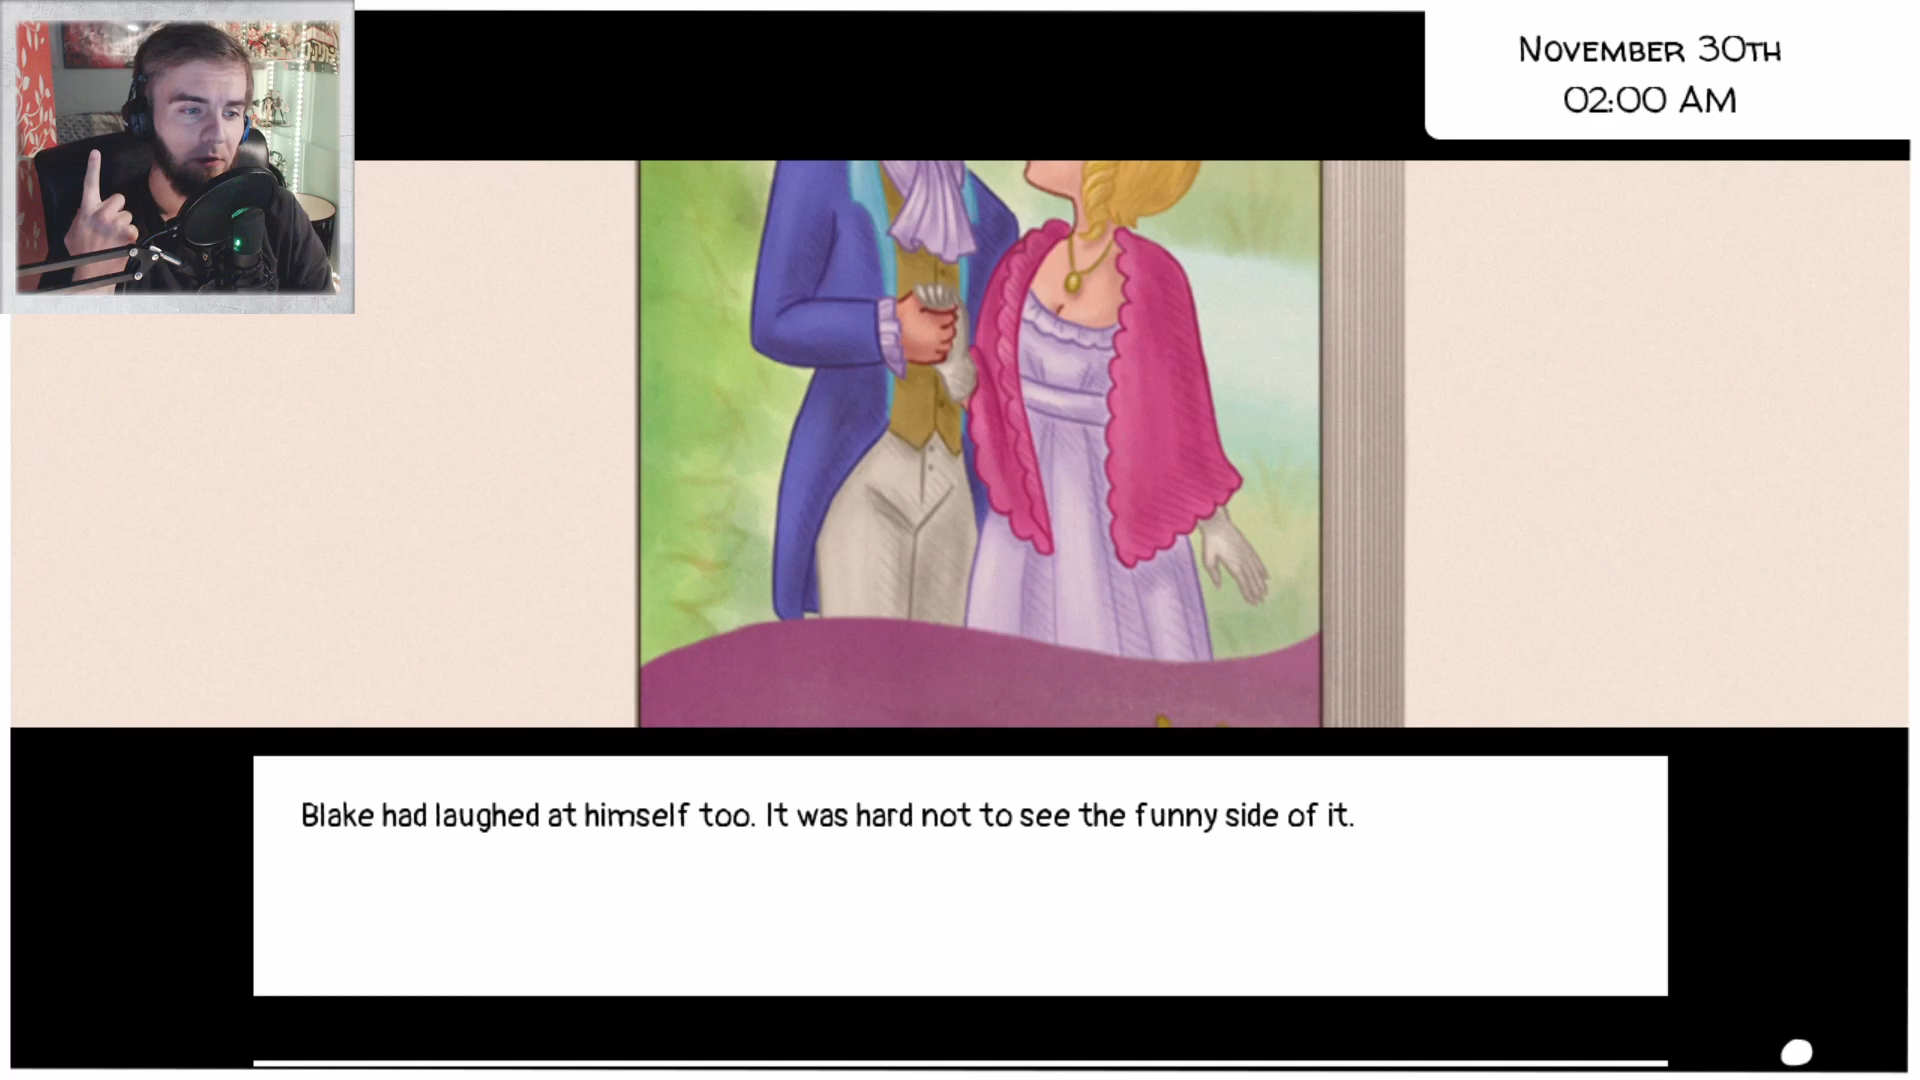 November 30th
02:00 AM
Blake had laughed at himself too. It was hard not to see the funny side of it.